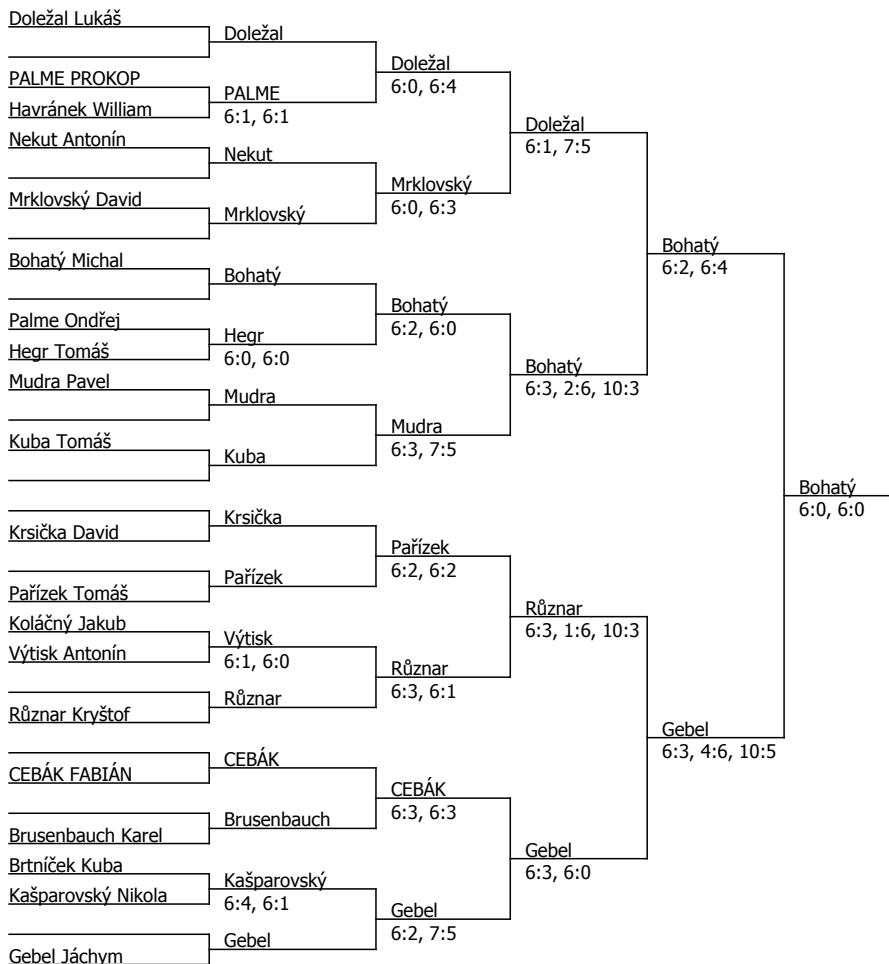 Doležal Lukáš
Doležal
Doležal
6:0, 6:4
PALME PROKOP
PALME
Havránek William
6:1, 6:1
Doležal
6:1, 7:5
Nekut Antonín
Nekut
Mrklovský
6:0, 6:3
Mrklovský David
Mrklovský
Bohatý
6:2, 6:4
Bohatý Michal
Bohatý
Bohatý
6:2, 6:0
Palme Ondřej
Hegr
Hegr Tomáš
6:0, 6:0
Bohatý
6:3, 2:6, 10:3
Mudra Pavel
Mudra
Mudra
6:3, 7:5
Kuba Tomáš
Kuba
Bohatý
6:0, 6:0
Krsička
Krsička David
Pařízek
6:2, 6:2
Pařízek
Pařízek Tomáš
Různar
6:3, 1:6, 10:3
Koláčný Jakub
Výtisk
Výtisk Antonín
6:1, 6:0
Různar
6:3, 6:1
Různar
Různar Kryštof
Gebel
6:3, 4:6, 10:5
CEBÁK
CEBÁK FABIÁN
CEBÁK
6:3, 6:3
Brusenbauch
Brusenbauch Karel
Gebel
6:3, 6:0
Brtníček Kuba
Kašparovský
Kašparovský Nikola
6:4, 6:1
Gebel
6:2, 7:5
Gebel
Gebel Jáchym